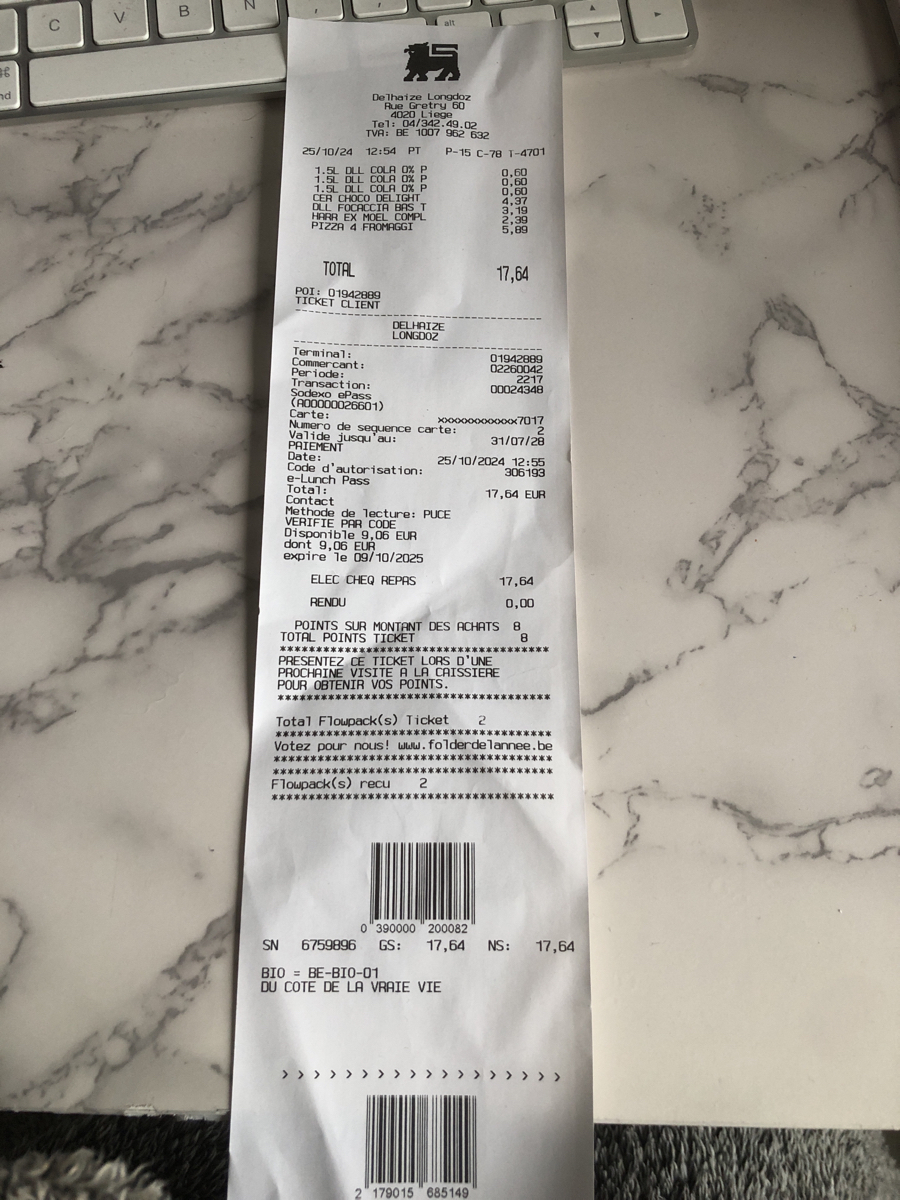 C V B N
alt
⌘
nd
Delhaize Longdoz
Rue Gretry 60
4020 Liege
Tel: 04/342.49.02
TVA: BE 1007 962 632
25/10/24 12:54 PT P-15 C-78 T-4701
1.5L DLL COLA 0% P 0,60
1.5L DLL COLA 0% P 0,60
1.5L DLL COLA 0% P 0,60
CER CHOCO DELIGHT 4,37
DLL FOCACCIA BAS T 3,19
HARR EX MOEL COMPL 2,39
PIZZA 4 FROMAGGI 5,89
TOTAL 17,64
POI: 01942889
TICKET CLIENT
DELHAIZE
LONGDOZ
Terminal: 01942889
Commercant: 02260042
Periode: 2217
Transaction: 00024348
Sodexo ePass
(A00000026601)
Carte: xxxxxxxxxxxx7017
Numero de sequence carte: 2
Valide jusqu'au: 31/07/28
PAIEMENT
Date: 25/10/2024 12:55
Code d'autorisation: 306193
e-Lunch Pass
Total: 17,64 EUR
Contact
Methode de lecture: PUCE
VERIFIE PAR CODE
Disponible 9,06 EUR
dont 9,06 EUR
expire le 09/10/2025
ELEC CHEQ REPAS 17,64
RENDU 0,00
POINTS SUR MONTANT DES ACHATS 8
TOTAL POINTS TICKET 8
*******************************
PRESENTEZ CE TICKET LORS D'UNE
PROCHAINE VISITE A LA CAISSIERE
POUR OBTENIR VOS POINTS.
*******************************
Total Flowpack(s) Ticket 2
*******************************
Votez pour nous! www.folderdelannee.be
*******************************
*******************************
Flowpack(s) recu 2
*******************************
0 390000 200082
SN 6759896 GS: 17,64 NS: 17,64
BIO = BE-BIO-01
DU COTE DE LA VRAIE VIE
> > > > > > > > > > > > > > > > > >
2 179015 685149